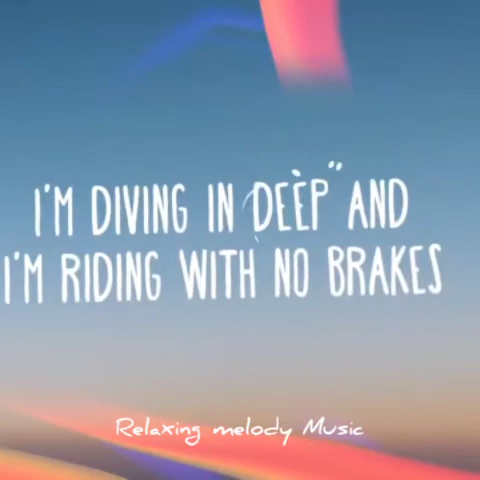 I'M DIVING IN DEEP" AND
I'M RIDING WITH NO BRAKES
Relaxing melody Music